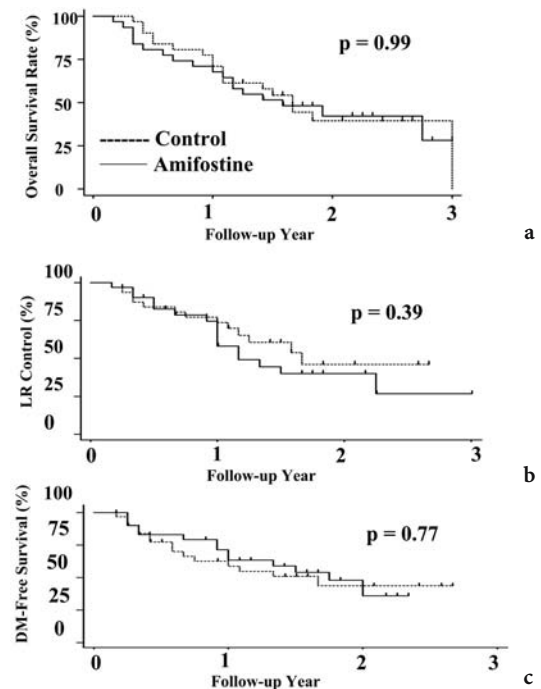 100
p = 0.99
75
50
Control
25
Amifostine
0
Overall Survival Rate (%)
0 1 2 3
Follow-up Year
a
100
p = 0.39
75
50
25
0
LR Control (%)
0 1 2 3
Follow-up Year
b
100
p = 0.77
75
50
25
0
DM-Free Survival (%)
0 1 2 3
Follow-up Year
c